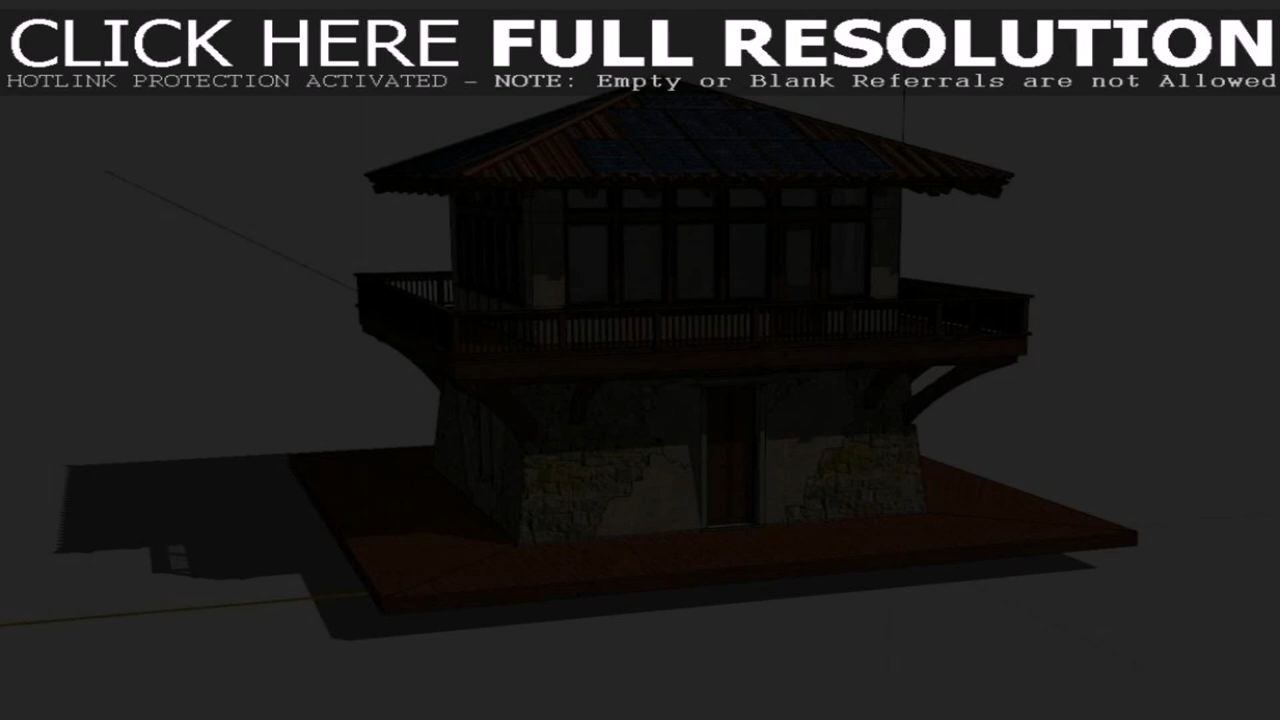 CLICK HERE FULL RESOLUTION
HOTLINK PROTECTION ACTIVATED – NOTE: Empty or Blank Referrals are not Allowed